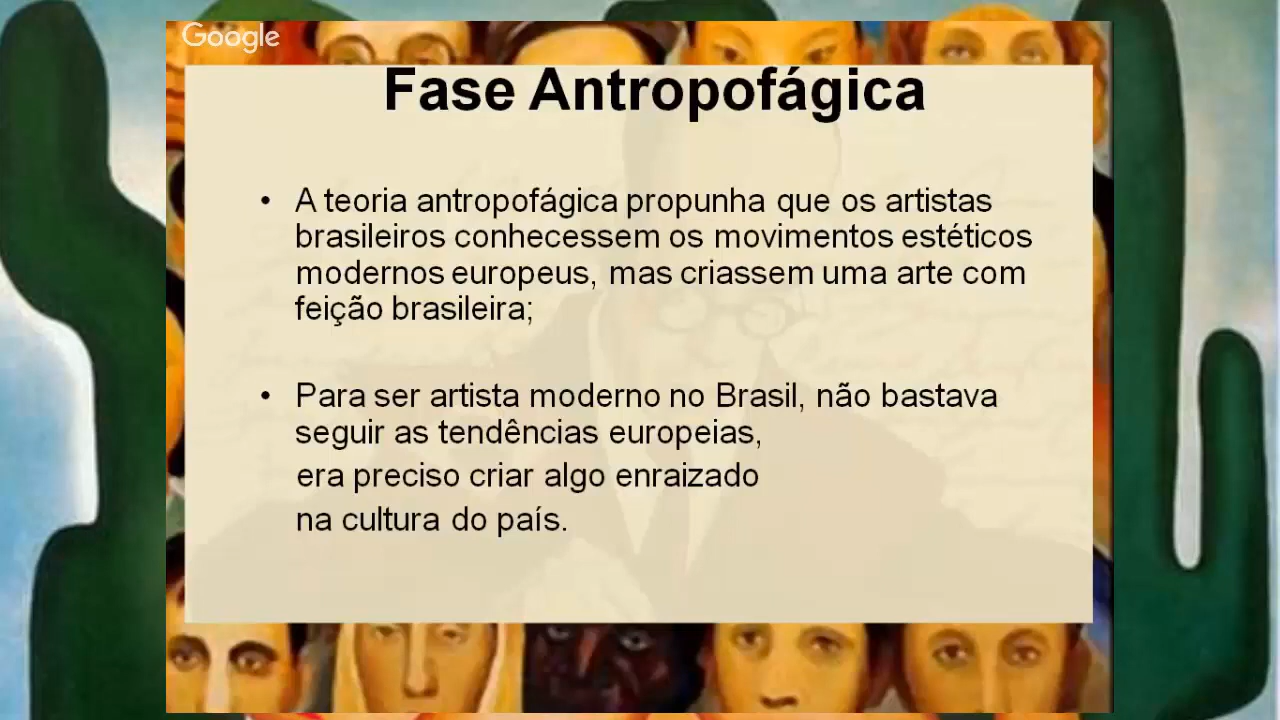 Google
Fase Antropofágica
• A teoria antropofágica propunha que os artistas
brasileiros conhecessem os movimentos estéticos
modernos europeus, mas criassem uma arte com
feição brasileira;
• Para ser artista moderno no Brasil, não bastava
seguir as tendências europeias,
era preciso criar algo enraizado
na cultura do país.